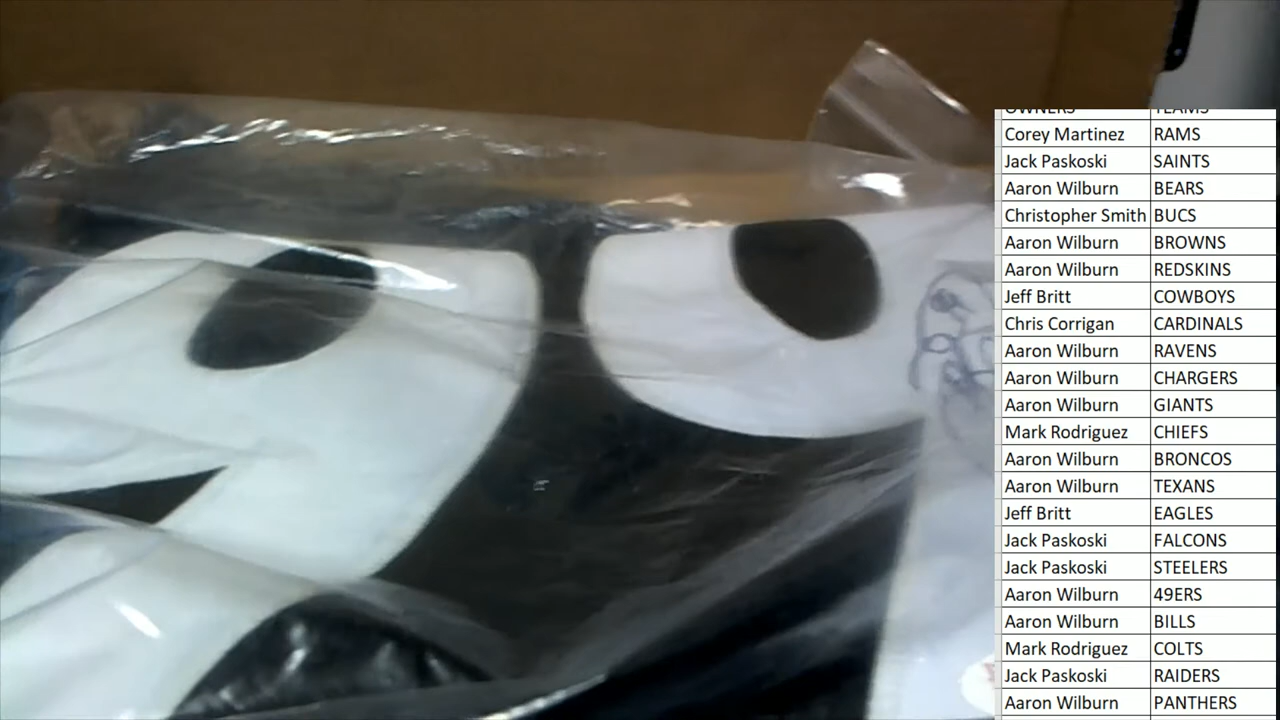 OWNERS TEAMS
Corey Martinez RAMS
Jack Paskoski SAINTS
Aaron Wilburn BEARS
Christopher Smith BUCS
Aaron Wilburn BROWNS
Aaron Wilburn REDSKINS
Jeff Britt COWBOYS
Chris Corrigan CARDINALS
Aaron Wilburn RAVENS
Aaron Wilburn CHARGERS
Aaron Wilburn GIANTS
Mark Rodriguez CHIEFS
Aaron Wilburn BRONCOS
Aaron Wilburn TEXANS
Jeff Britt EAGLES
Jack Paskoski FALCONS
Jack Paskoski STEELERS
Aaron Wilburn 49ERS
Aaron Wilburn BILLS
Mark Rodriguez COLTS
Jack Paskoski RAIDERS
Aaron Wilburn PANTHERS